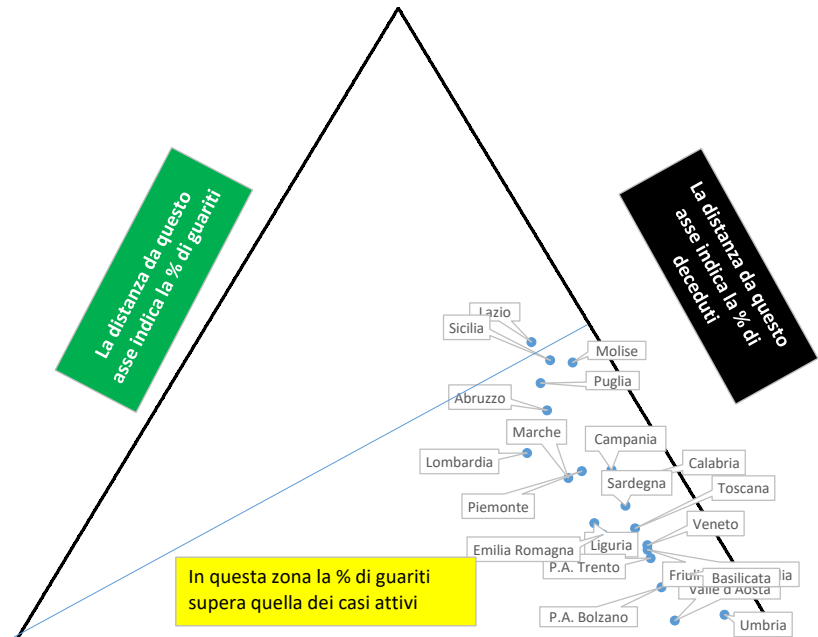 La distanza da questo
asse indica la % di guariti
La distanza da questo
asse indica la % di
deceduti
Lazio
Sicilia
Molise
Puglia
Abruzzo
Marche
Campania
Lombardia
Calabria
Sardegna
Piemonte
Toscana
Veneto
Emilia Romagna
Liguria
P.A. Trento
Basilicata
Valle d'Aosta
P.A. Bolzano
Umbria
In questa zona la % di guariti
supera quella dei casi attivi